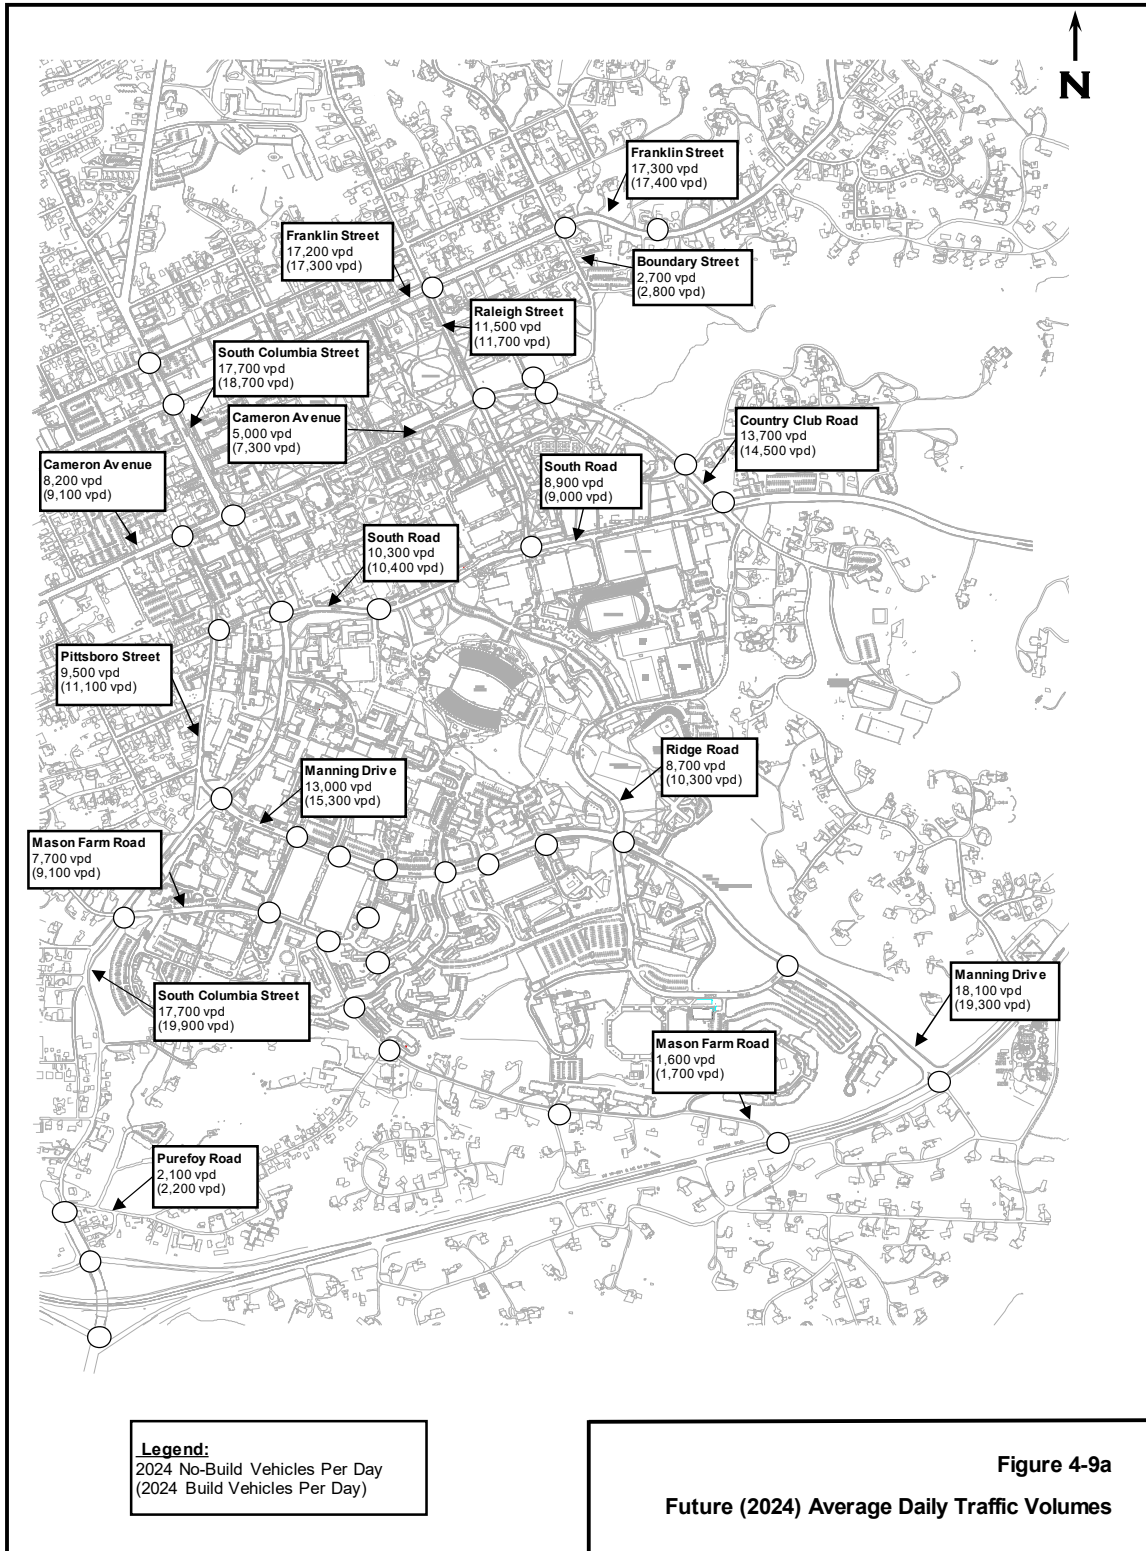 N
Franklin Street
17,300 vpd
(17,400 vpd)
Franklin Street
17,200 vpd
(17,300 vpd)
Boundary Street
2,700 vpd
(2,800 vpd)
Raleigh Street
11,500 vpd
(11,700 vpd)
South Columbia Street
17,700 vpd
(18,700 vpd)
Cameron Avenue
5,000 vpd
(7,300 vpd)
Country Club Road
13,700 vpd
(14,500 vpd)
Cameron Avenue
8,200 vpd
(9,100 vpd)
South Road
8,900 vpd
(9,000 vpd)
South Road
10,300 vpd
(10,400 vpd)
Pittsboro Street
9,500 vpd
(11,100 vpd)
Ridge Road
8,700 vpd
(10,300 vpd)
Manning Drive
13,000 vpd
(15,300 vpd)
Mason Farm Road
7,700 vpd
(9,100 vpd)
Manning Drive
18,100 vpd
(19,300 vpd)
South Columbia Street
17,700 vpd
(19,900 vpd)
Mason Farm Road
1,600 vpd
(1,700 vpd)
Purefoy Road
2,100 vpd
(2,200 vpd)
Legend:
2024 No-Build Vehicles Per Day
(2024 Build Vehicles Per Day)
Figure 4-9a
Future (2024) Average Daily Traffic Volumes